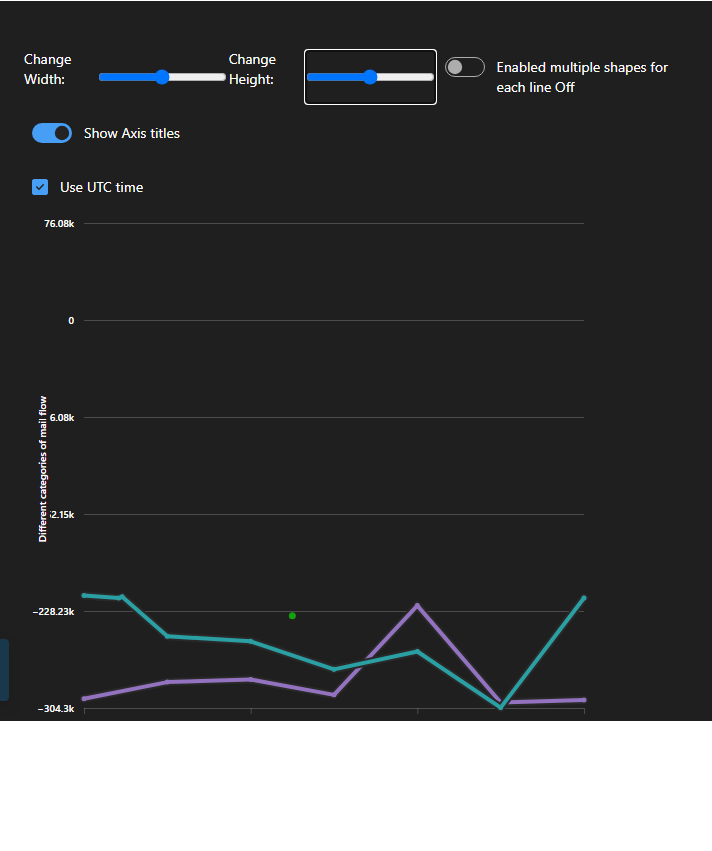 Change
Width:
Change
Height:
Enabled multiple shapes for
each line Off
Show Axis titles
Use UTC time
76.08k
0
6.08k
2.15k
−228.23k
−304.3k
Different categories of mail flow